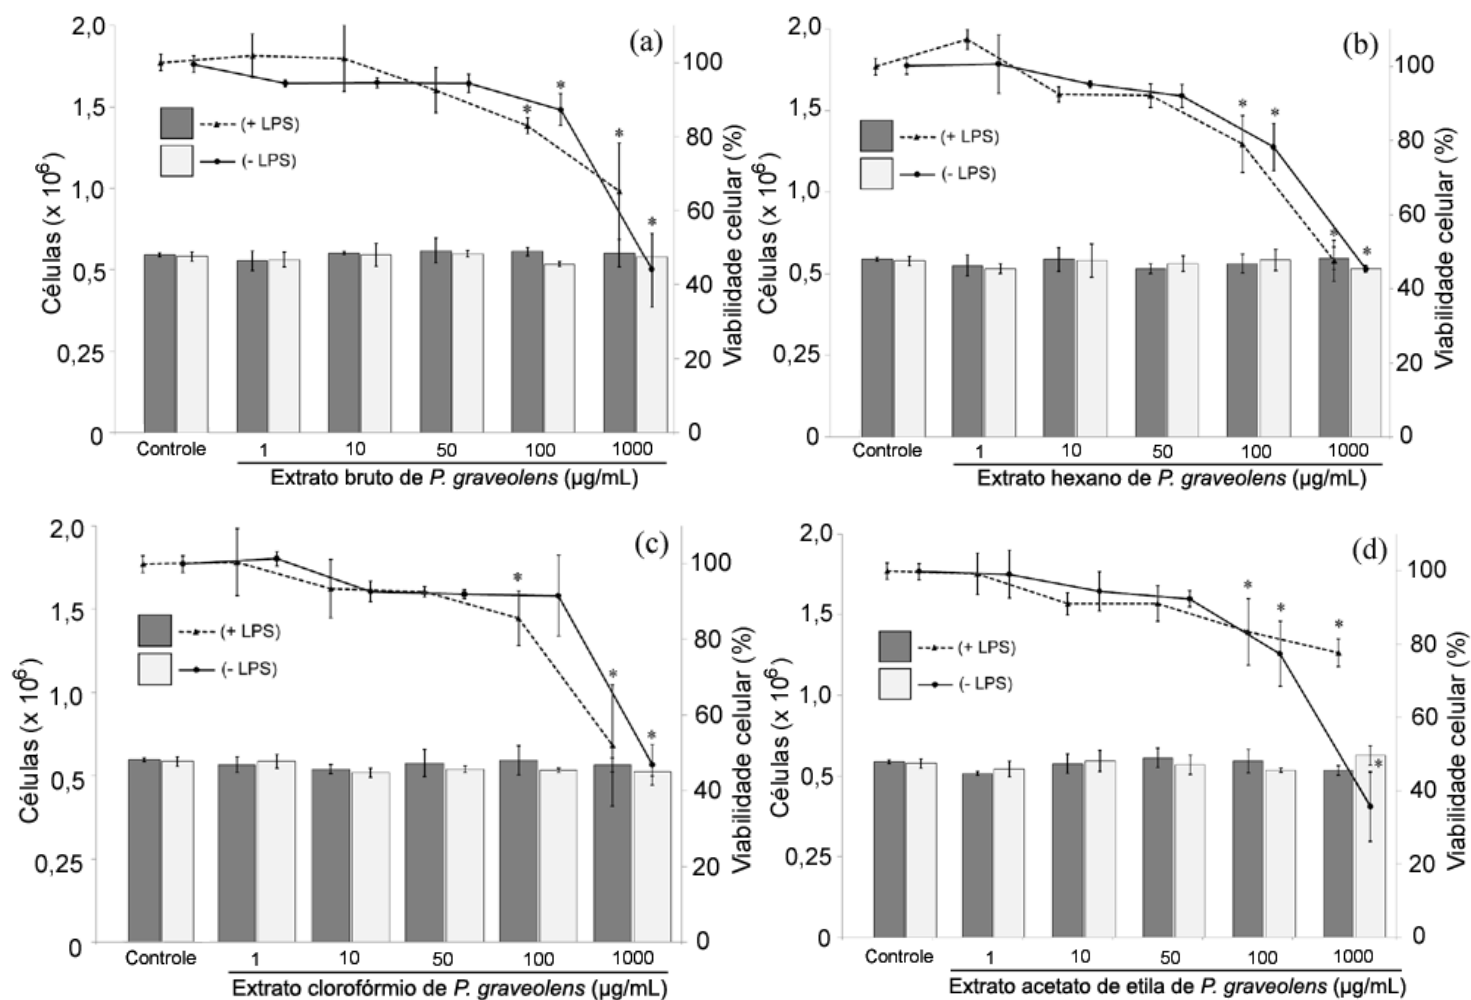 (a)
2,0
1,5
1,0
0,5
0,25
0
Células (x 10⁶)
(+ LPS)
(- LPS)
* * * *
100
80
60
40
20
0
Viabilidade celular (%)
Controle 1 10 50 100 1000
Extrato bruto de P. graveolens (µg/mL)
(b)
2,0
1,5
1,0
0,5
0,25
0
Células (x 10⁶)
(+ LPS)
(- LPS)
* * * *
100
80
60
40
20
0
Viabilidade celular (%)
Controle 1 10 50 100 1000
Extrato hexano de P. graveolens (µg/mL)
(c)
2,0
1,5
1,0
0,5
0,25
0
Células (x 10⁶)
(+ LPS)
(- LPS)
* * *
100
80
60
40
20
0
Viabilidade celular (%)
Controle 1 10 50 100 1000
Extrato clorofórmio de P. graveolens (µg/mL)
(d)
2,0
1,5
1,0
0,5
0,25
0
Células (x 10⁶)
(+ LPS)
(- LPS)
* * * *
100
80
60
40
20
0
Viabilidade celular (%)
Controle 1 10 50 100 1000
Extrato acetato de etila de P. graveolens (µg/mL)